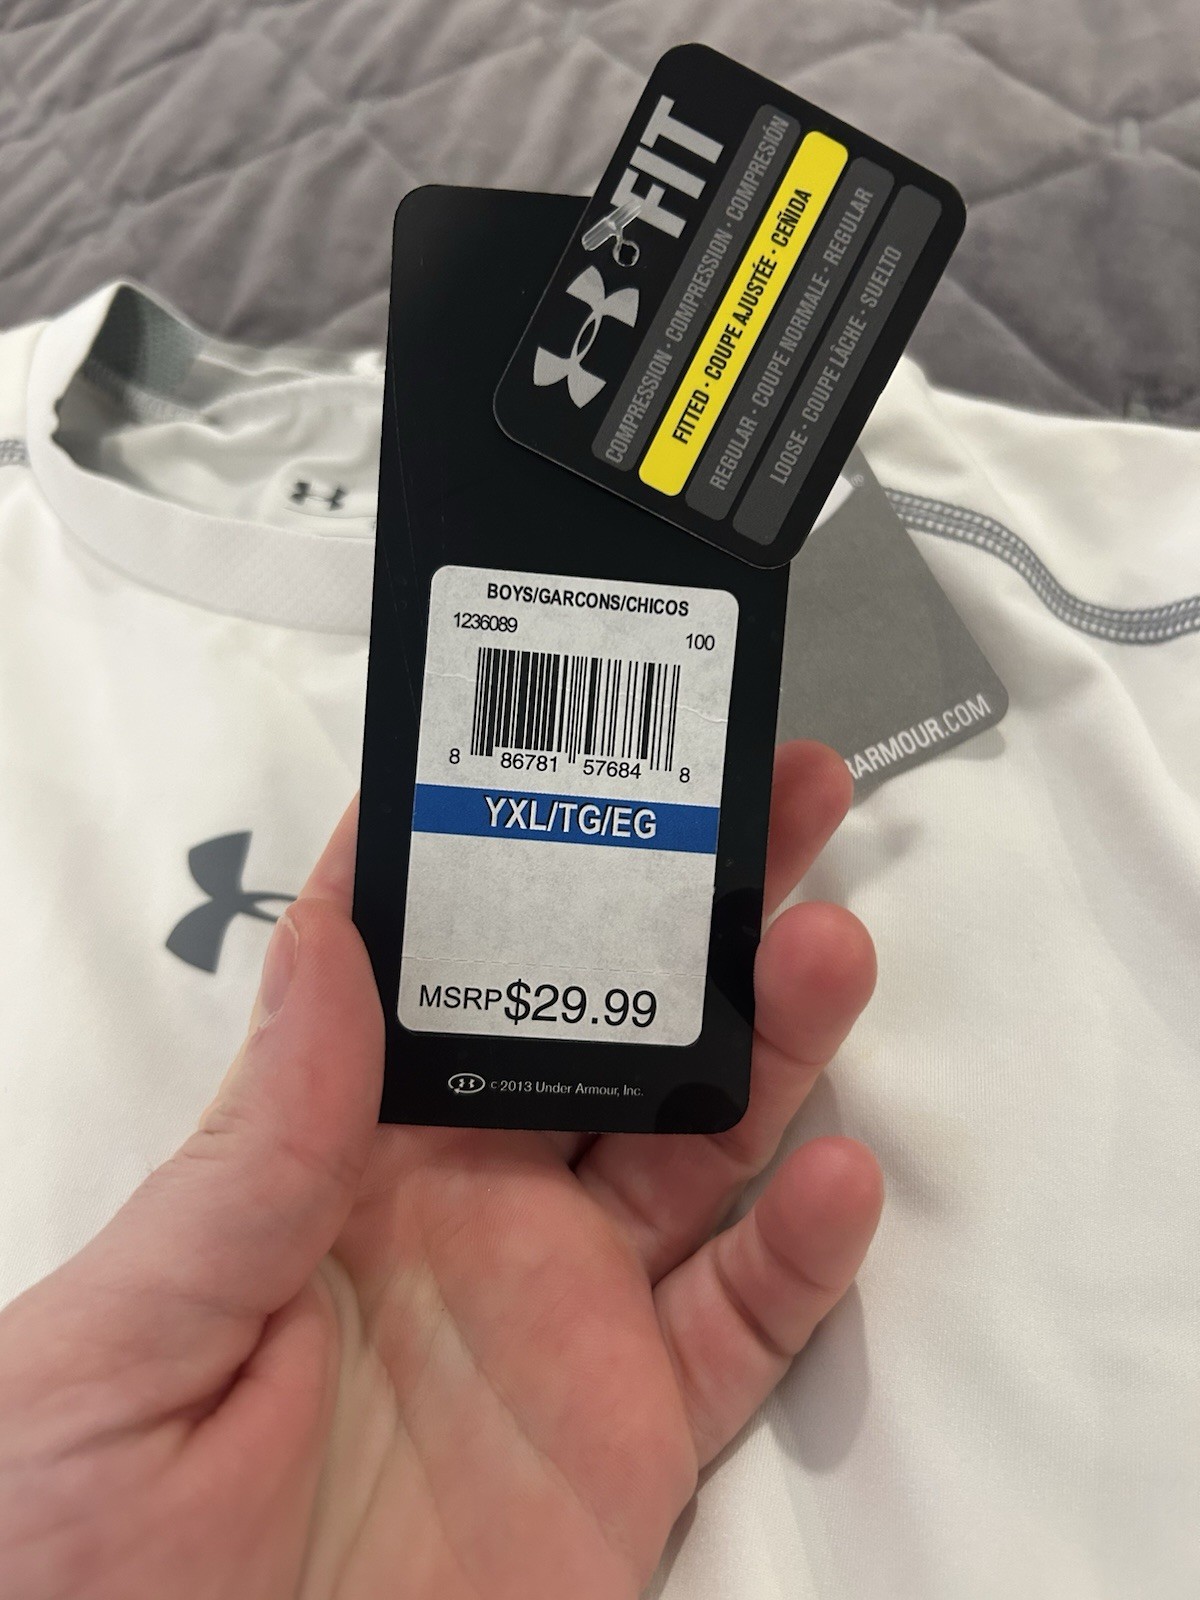 FIT
COMPRESSION · COMPRESSION · COMPRESIÓN
FITTED · COUPE AJUSTÉE · CEÑIDA
REGULAR · COUPE NORMALE · REGULAR
LOOSE · COUPE LÂCHE · SUELTO
BOYS/GARCONS/CHICOS
1236089
100
8 86781 57684 8
YXL/TG/EG
MSRP$29.99
© 2013 Under Armour, Inc.
®
ARMOUR.COM